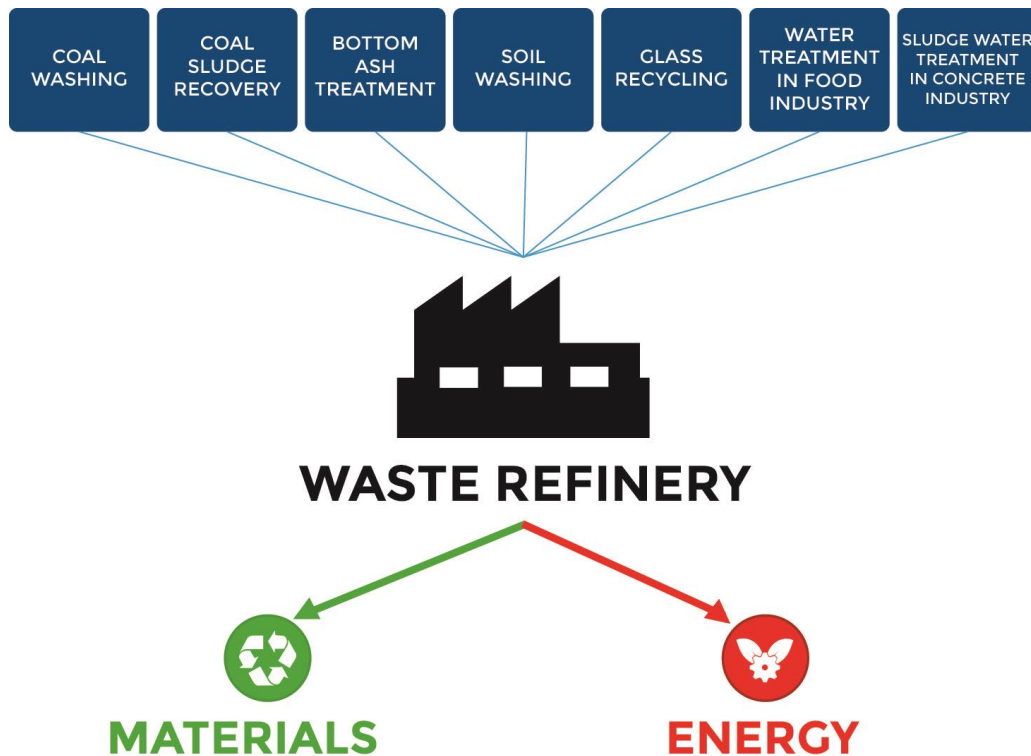 COAL
WASHING
COAL
SLUDGE
RECOVERY
BOTTOM
ASH
TREATMENT
SOIL
WASHING
GLASS
RECYCLING
WATER
TREATMENT
IN FOOD
INDUSTRY
SLUDGE WATER
TREATMENT
IN CONCRETE
INDUSTRY
WASTE REFINERY
MATERIALS
ENERGY